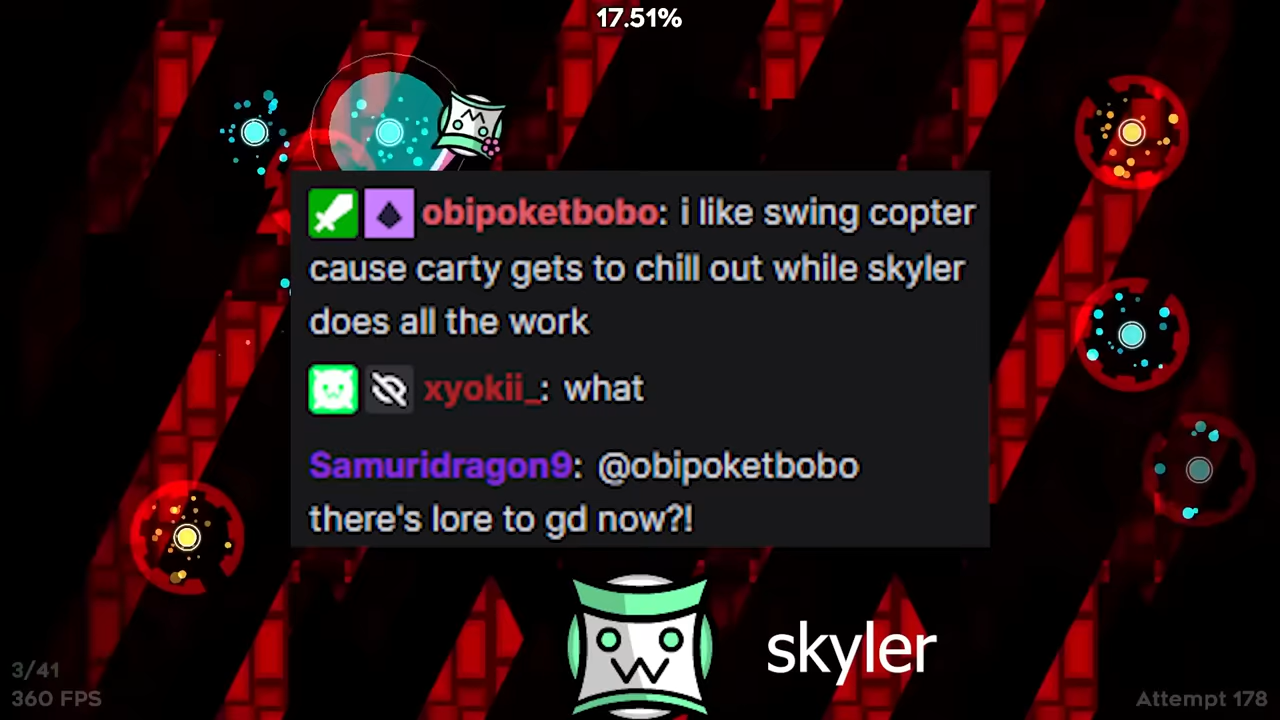 17.51%
obipoketbobo: i like swing copter
cause carty gets to chill out while skyler
does all the work
xyokii_: what
Samuridragon9: @obipoketbobo
there's lore to gd now?!
skyler
3/41
360 FPS
Attempt 178